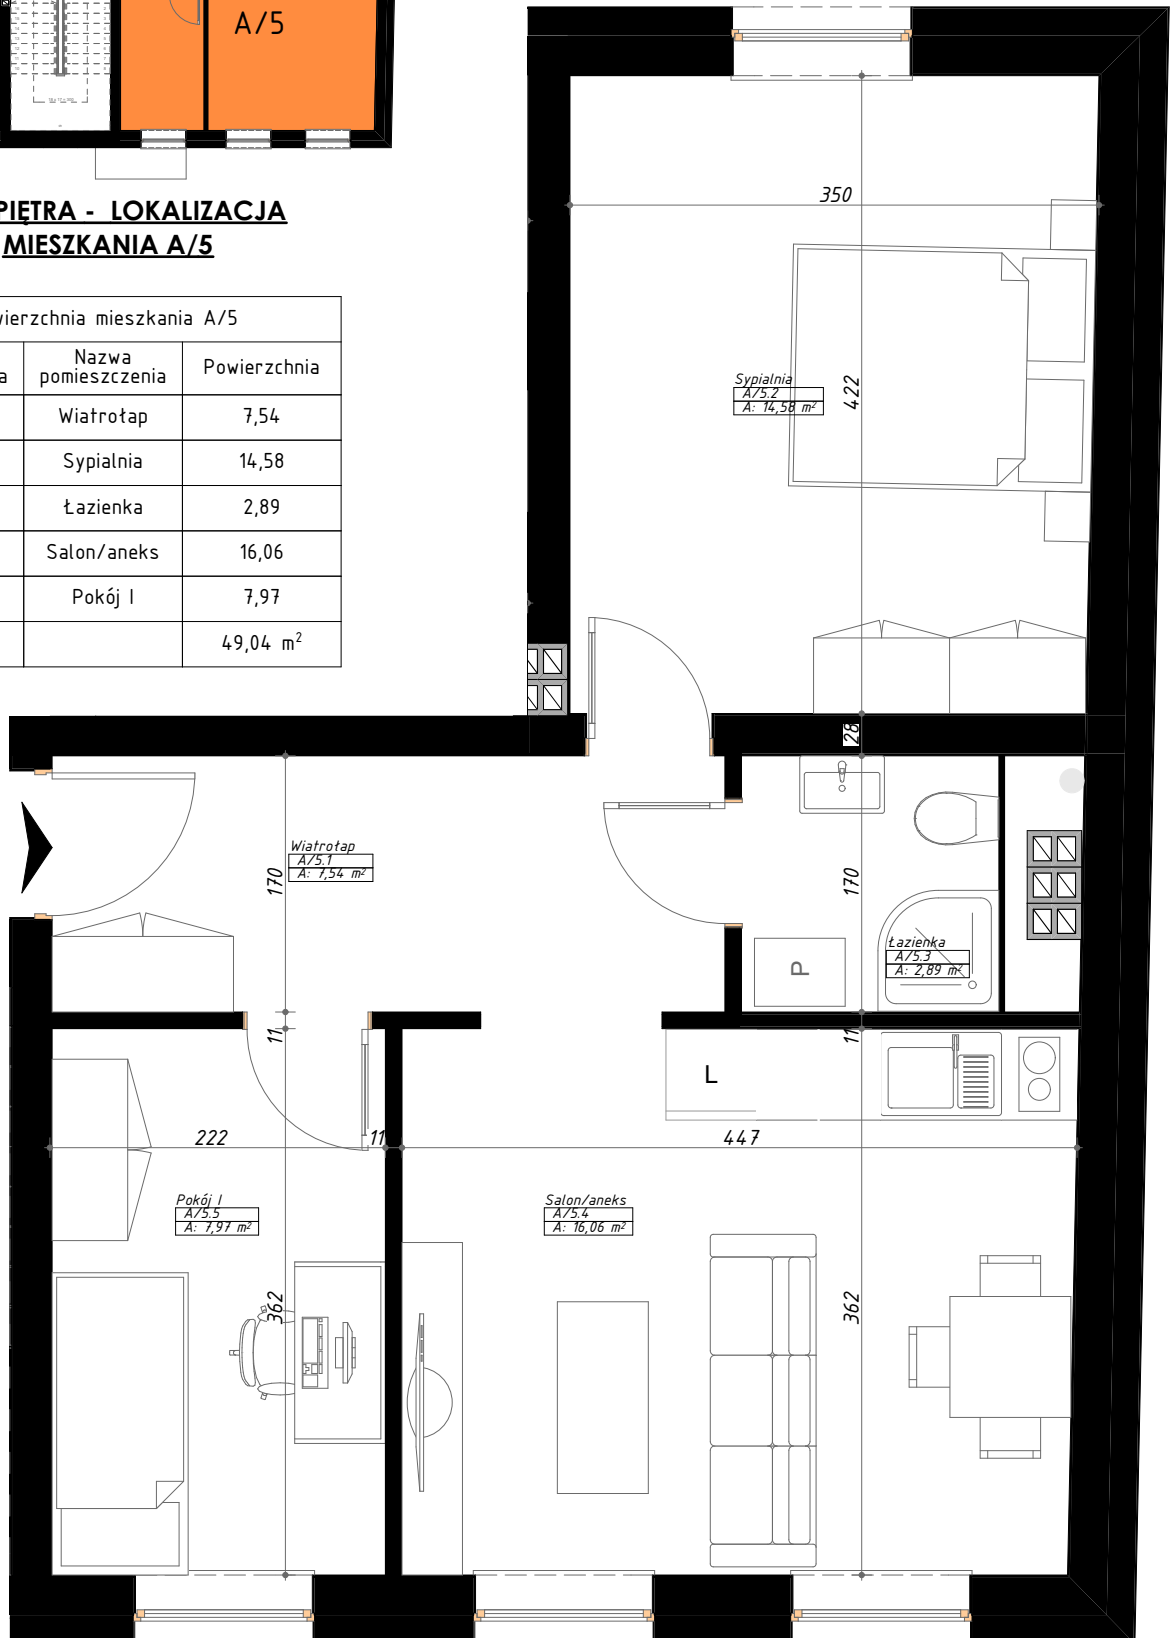 A/5
PIĘTRA - LOKALIZACJA
MIESZKANIA A/5
wierzchnia mieszkania A/5
a
Nazwa pomieszczenia
Powierzchnia
Wiatrołap 7,54
Sypialnia 14,58
Łazienka 2,89
Salon/aneks 16,06
Pokój I 7,97
49,04 m²
350
Sypialnia
A/5.2
A: 14,58 m²
422
28
Wiatrołap
A/5.1
A: 7,54 m²
170
170
Łazienka
A/5.3
A: 2,89 m²
P
11
11
L
222
11
447
Pokój I
A/5.5
A: 7,97 m²
Salon/aneks
A/5.4
A: 16,06 m²
362
362